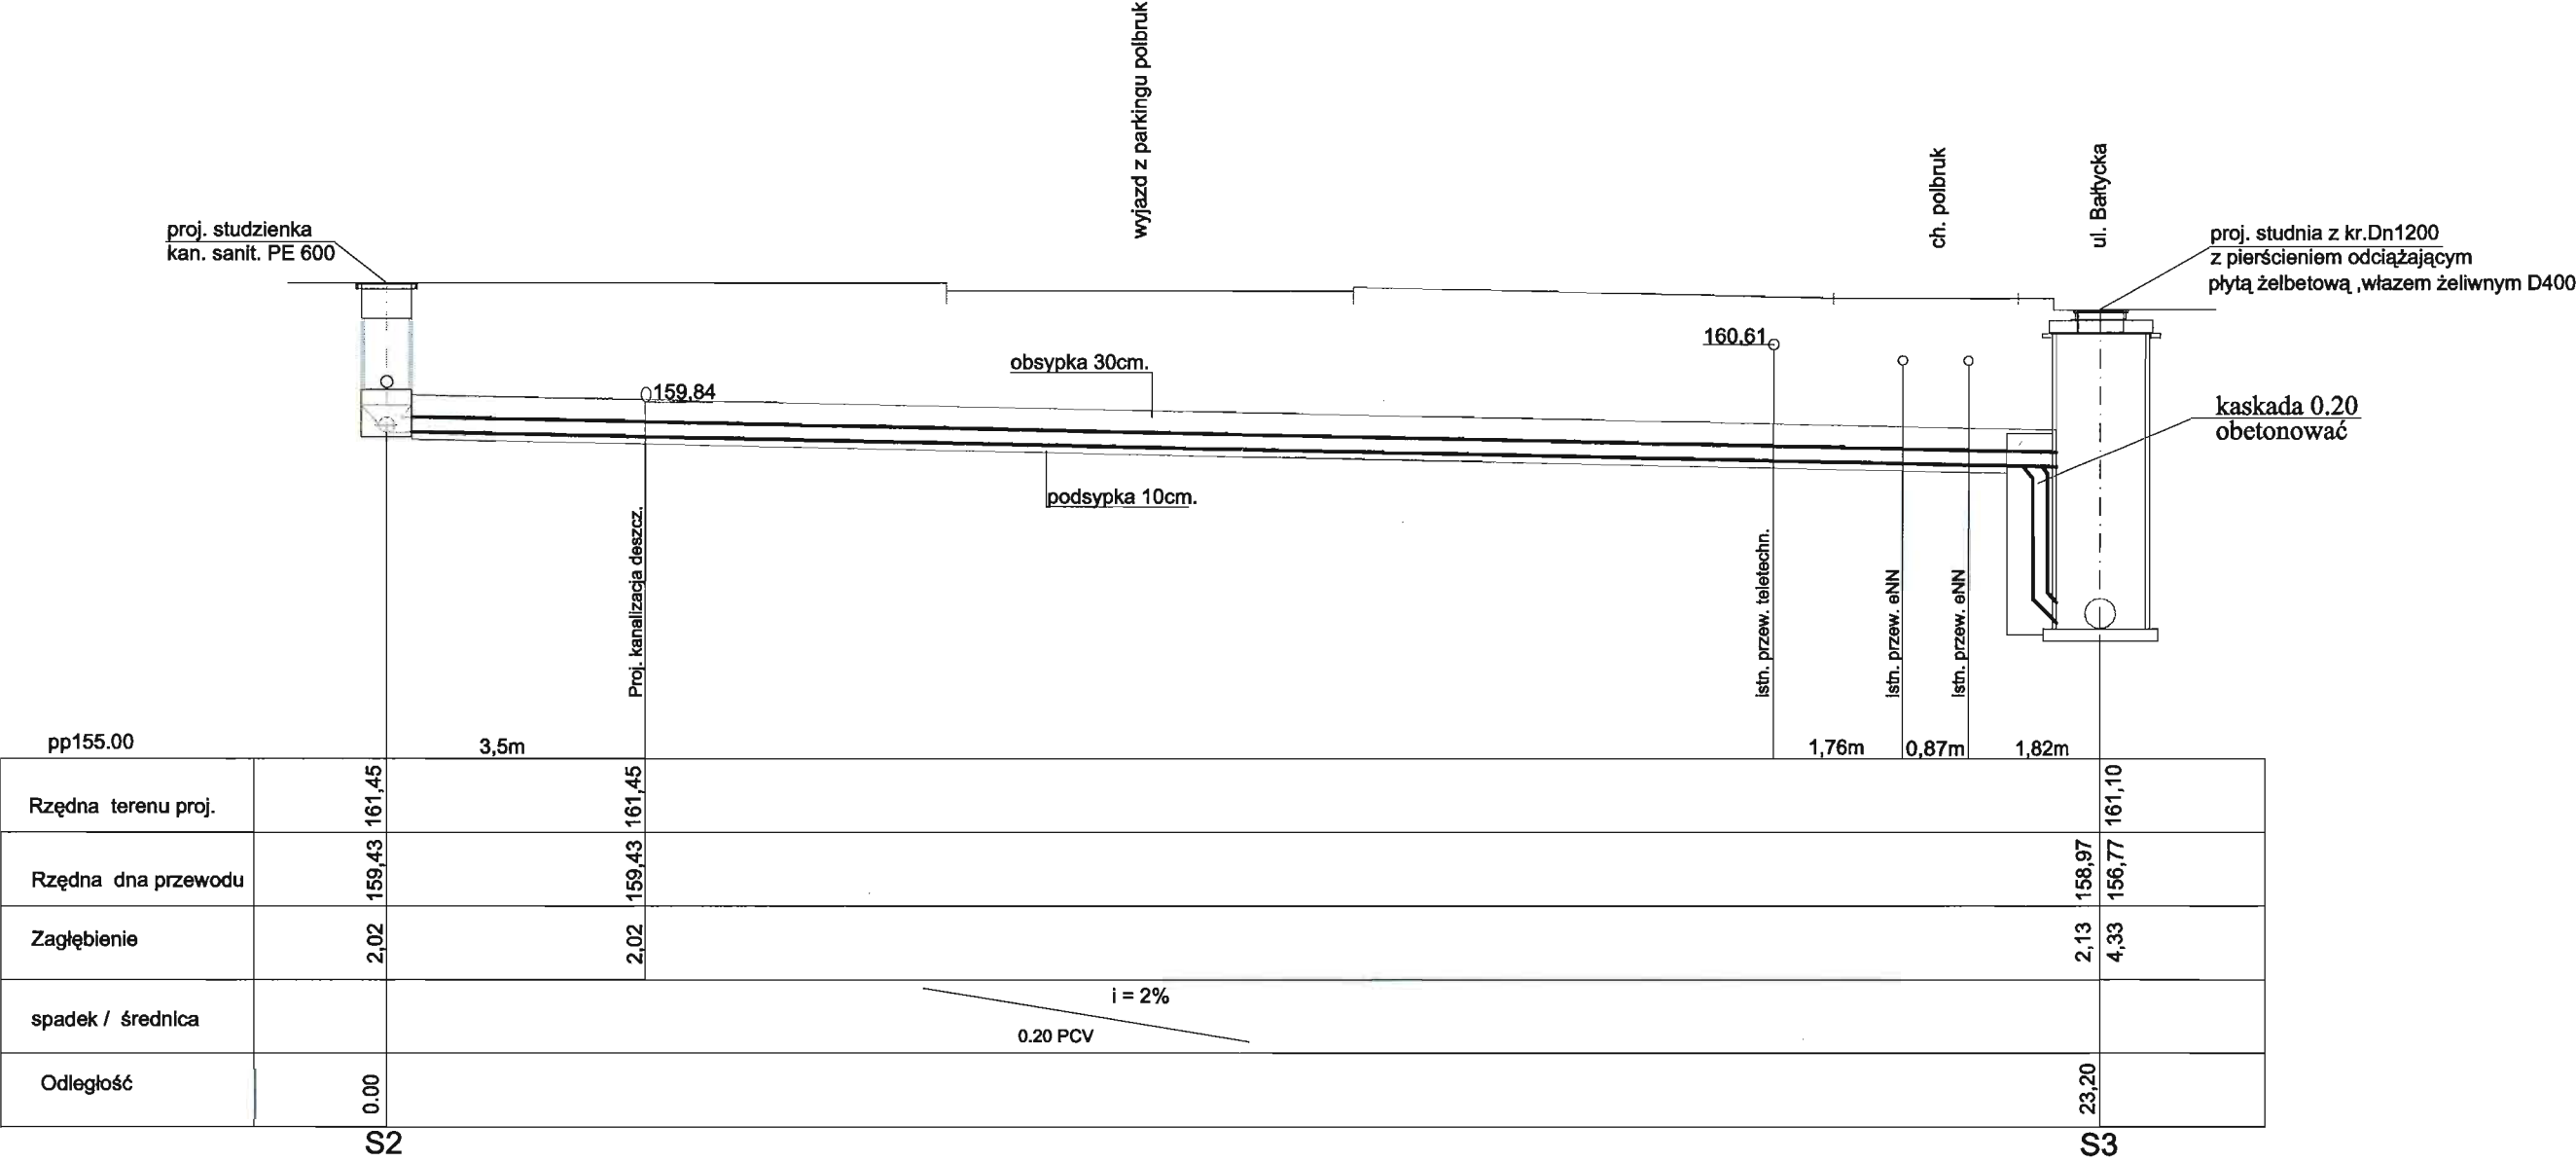 wyjazd z parkingu polbruk
ch. polbruk
ul. Bałtycka
proj. studzienka
kan. sanit. PE 600
proj. studnia z kr.Dn1200
z pierścieniem odciążającym
płytą żelbetową ,włazem żeliwnym D400
160,61
obsypka 30cm.
159,84
kaskada 0.20
obetonować
podsypka 10cm.
Proj. kanalizacja deszcz.
istn. przew. teletechn.
istn. przew. eNN
istn. przew. eNN
pp155.00
3,5m
1,76m
0,87m
1,82m
Rzędna terenu proj.
161,45
161,45
161,10
Rzędna dna przewodu
159,43
159,43
158,97
156,77
Zagłębienie
2,02
2,02
2,13
4,33
spadek / średnica
i = 2%
0.20 PCV
Odległość
0.00
23,20
S2
S3